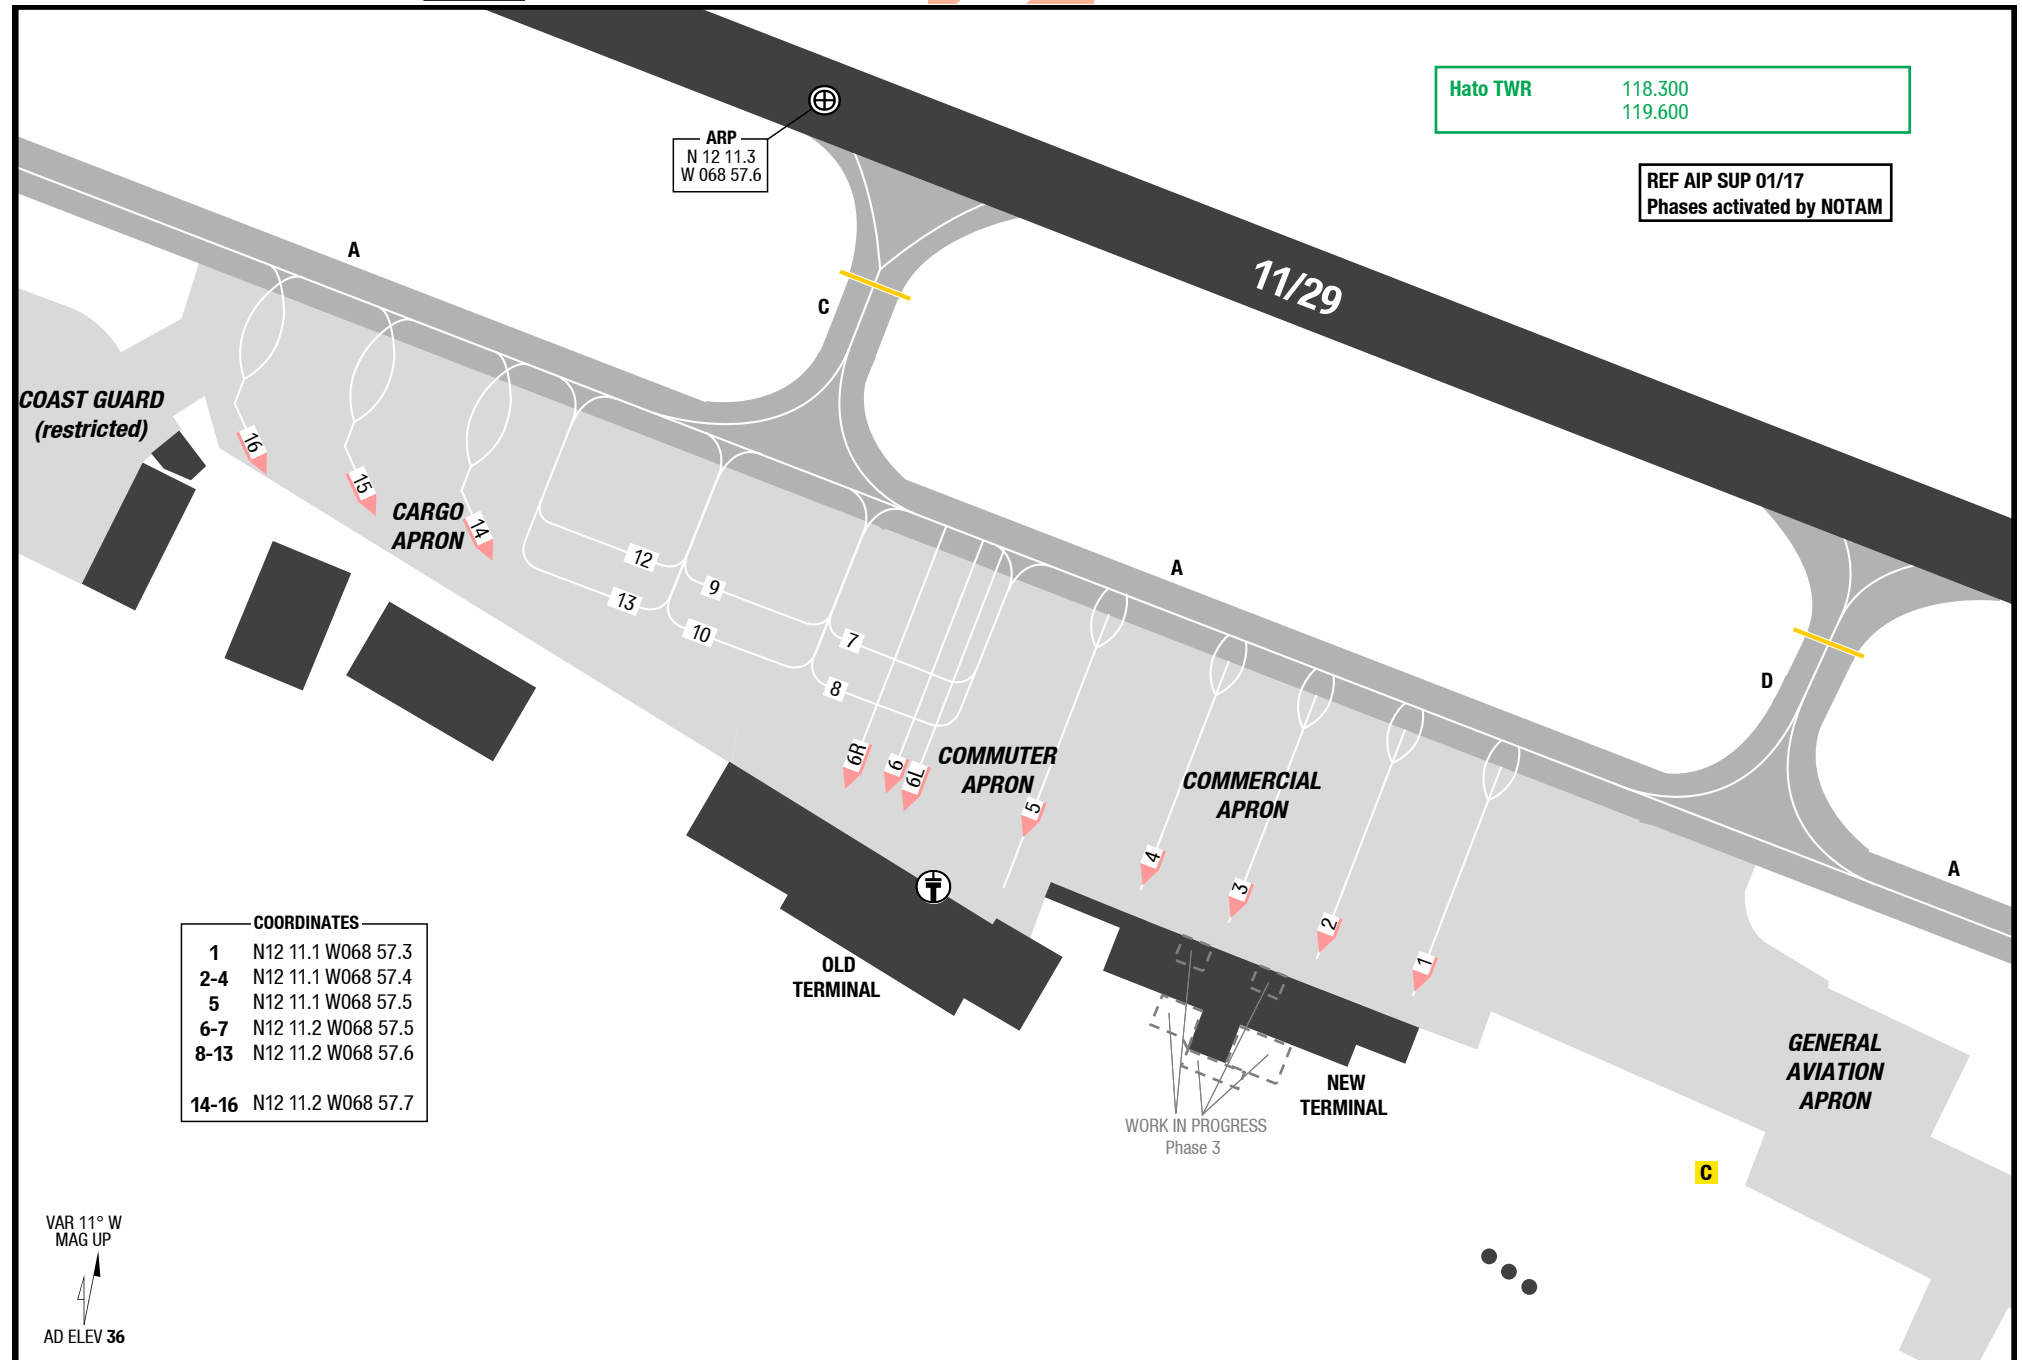 Hato TWR 118.300
119.600
ARP
N 12 11.3
W 068 57.6
REF AIP SUP 01/17
Phases activated by NOTAM
A
11/29
C
COAST GUARD
(restricted)
16
15
CARGO
APRON
14
12
13
9
10
7
8
A
D
6R
6
6L
COMMUTER
APRON
5
COMMERCIAL
APRON
4
3
2
1
A
COORDINATES
1 N12 11.1 W068 57.3
2-4 N12 11.1 W068 57.4
5 N12 11.1 W068 57.5
6-7 N12 11.2 W068 57.5
8-13 N12 11.2 W068 57.6
14-16 N12 11.2 W068 57.7
OLD
TERMINAL
NEW
TERMINAL
WORK IN PROGRESS
Phase 3
GENERAL
AVIATION
APRON
C
VAR 11° W
MAG UP
AD ELEV 36